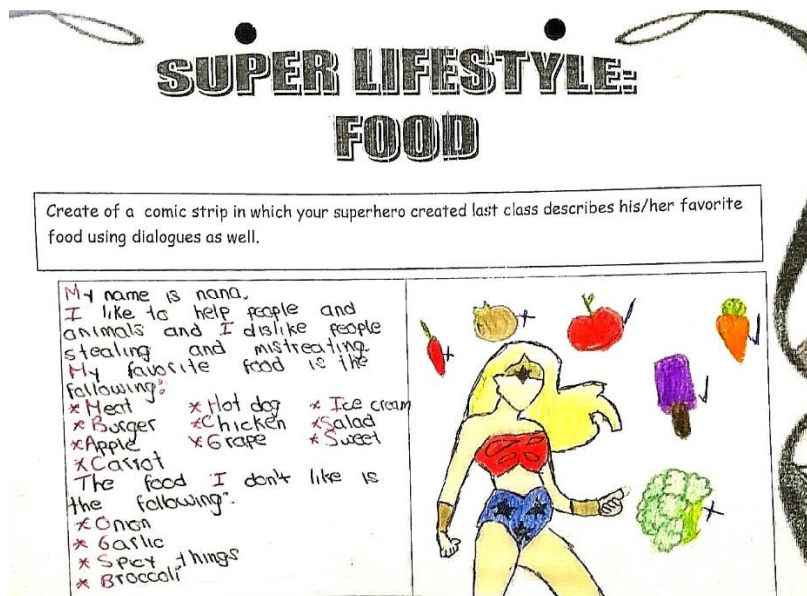 SUPER LIFESTYLE:
FOOD
Create of a comic strip in which your superhero created last class describes his/her favorite
food using dialogues as well.
My name is nana.
I like to help people and
animals and I dislike people
stealing and mistreating.
My favorite food is the
following:
* Meat * Hot dog * Ice cream
* Burger * Chicken * Salad
* Apple * Grape * Sweet
* Carrot
The food I don't like is
the following:
* Onion
* Garlic
* Spicy things
* Broccoli